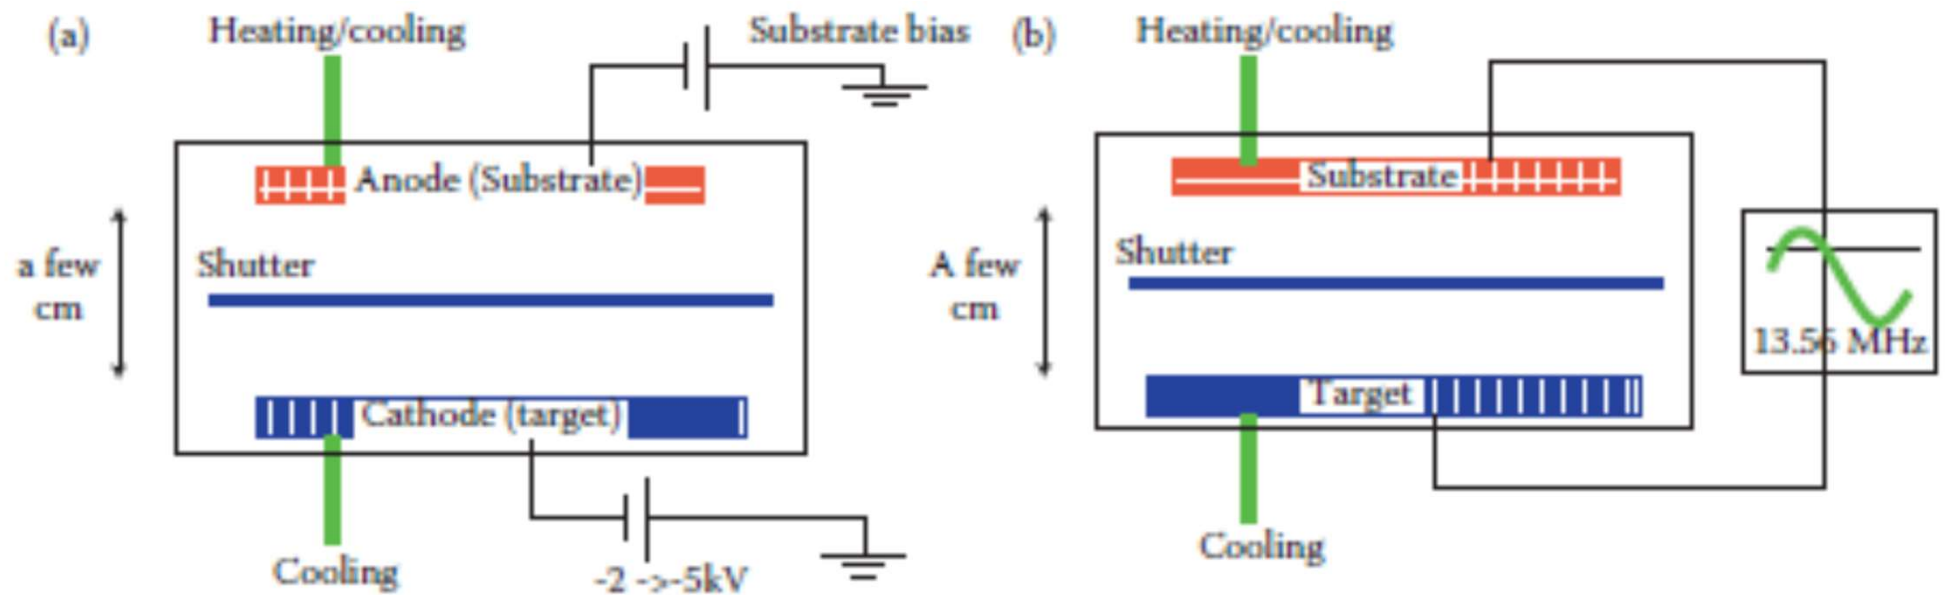 (a)
Heating/cooling
Substrate bias
Anode (Substrate)
a few
cm
Shutter
Cathode (target)
Cooling
-2 ->-5kV
(b)
Heating/cooling
Substrate
A few
cm
Shutter
13.56 MHz
Target
Cooling